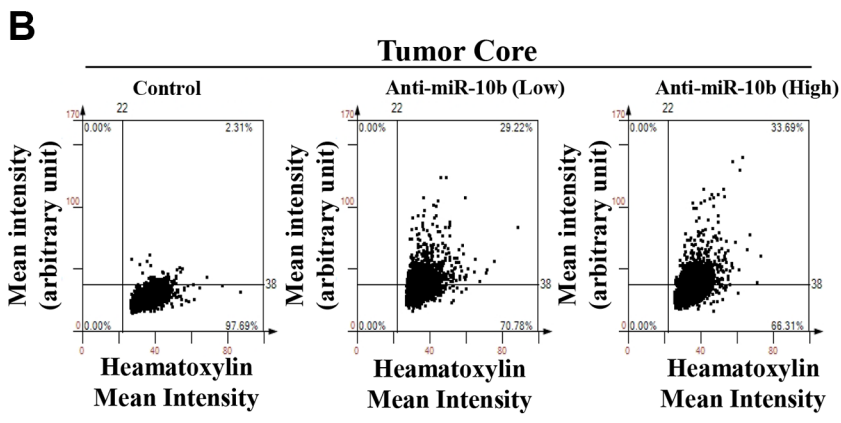 B
Tumor Core
Control
Anti-miR-10b (Low)
Anti-miR-10b (High)
Mean intensity
(arbitrary unit)
22
170
0.00%
2.31%
100
38
0
0.00%
97.69%
0
40
80
Heamatoxylin
Mean Intensity
Mean intensity
(arbitrary unit)
22
170
0.00%
29.22%
100
38
0
0.00%
70.78%
0
40
80
Heamatoxylin
Mean Intensity
Mean intensity
(arbitrary unit)
22
170
0.00%
33.69%
100
38
0
0.00%
66.31%
0
40
80
Heamatoxylin
Mean Intensity